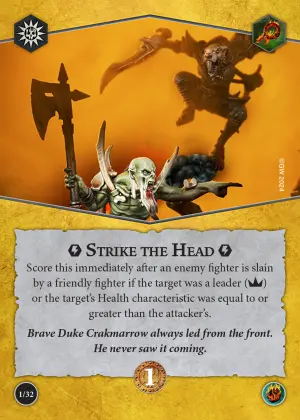 ©GW 2024
STRIKE THE HEAD
Score this immediately after an enemy fighter is slain
by a friendly fighter if the target was a leader ()
or the target's Health characteristic was equal to or
greater than the attacker's.
Brave Duke Crakmarrow always led from the front.
He never saw it coming.
1
1/32